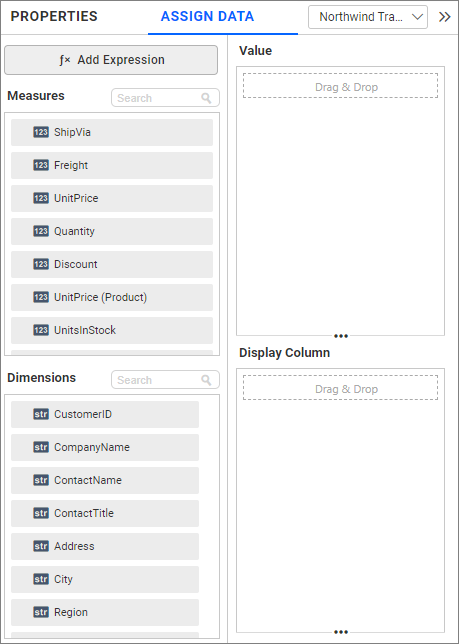 PROPERTIES
ASSIGN DATA
Northwind Tra...
ƒ× Add Expression
Measures
Search
123 ShipVia
123 Freight
123 UnitPrice
123 Quantity
123 Discount
123 UnitPrice (Product)
123 UnitsInStock
Dimensions
Search
str CustomerID
str CompanyName
str ContactName
str ContactTitle
str Address
str City
str Region
Value
Drag & Drop
Display Column
Drag & Drop